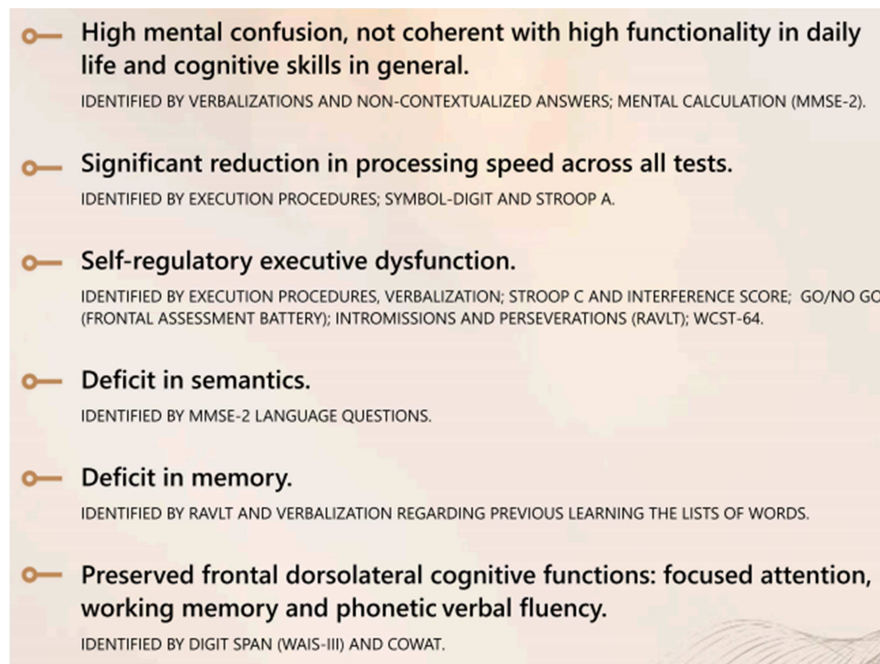 High mental confusion, not coherent with high functionality in daily
life and cognitive skills in general.
IDENTIFIED BY VERBALIZATIONS AND NON-CONTEXTUALIZED ANSWERS; MENTAL CALCULATION (MMSE-2).
Significant reduction in processing speed across all tests.
IDENTIFIED BY EXECUTION PROCEDURES; SYMBOL-DIGIT AND STROOP A.
Self-regulatory executive dysfunction.
IDENTIFIED BY EXECUTION PROCEDURES, VERBALIZATION; STROOP C AND INTERFERENCE SCORE; GO/NO GO
(FRONTAL ASSESSMENT BATTERY); INTROMISSIONS AND PERSEVERATIONS (RAVLT); WCST-64.
Deficit in semantics.
IDENTIFIED BY MMSE-2 LANGUAGE QUESTIONS.
Deficit in memory.
IDENTIFIED BY RAVLT AND VERBALIZATION REGARDING PREVIOUS LEARNING THE LISTS OF WORDS.
Preserved frontal dorsolateral cognitive functions: focused attention,
working memory and phonetic verbal fluency.
IDENTIFIED BY DIGIT SPAN (WAIS-III) AND COWAT.